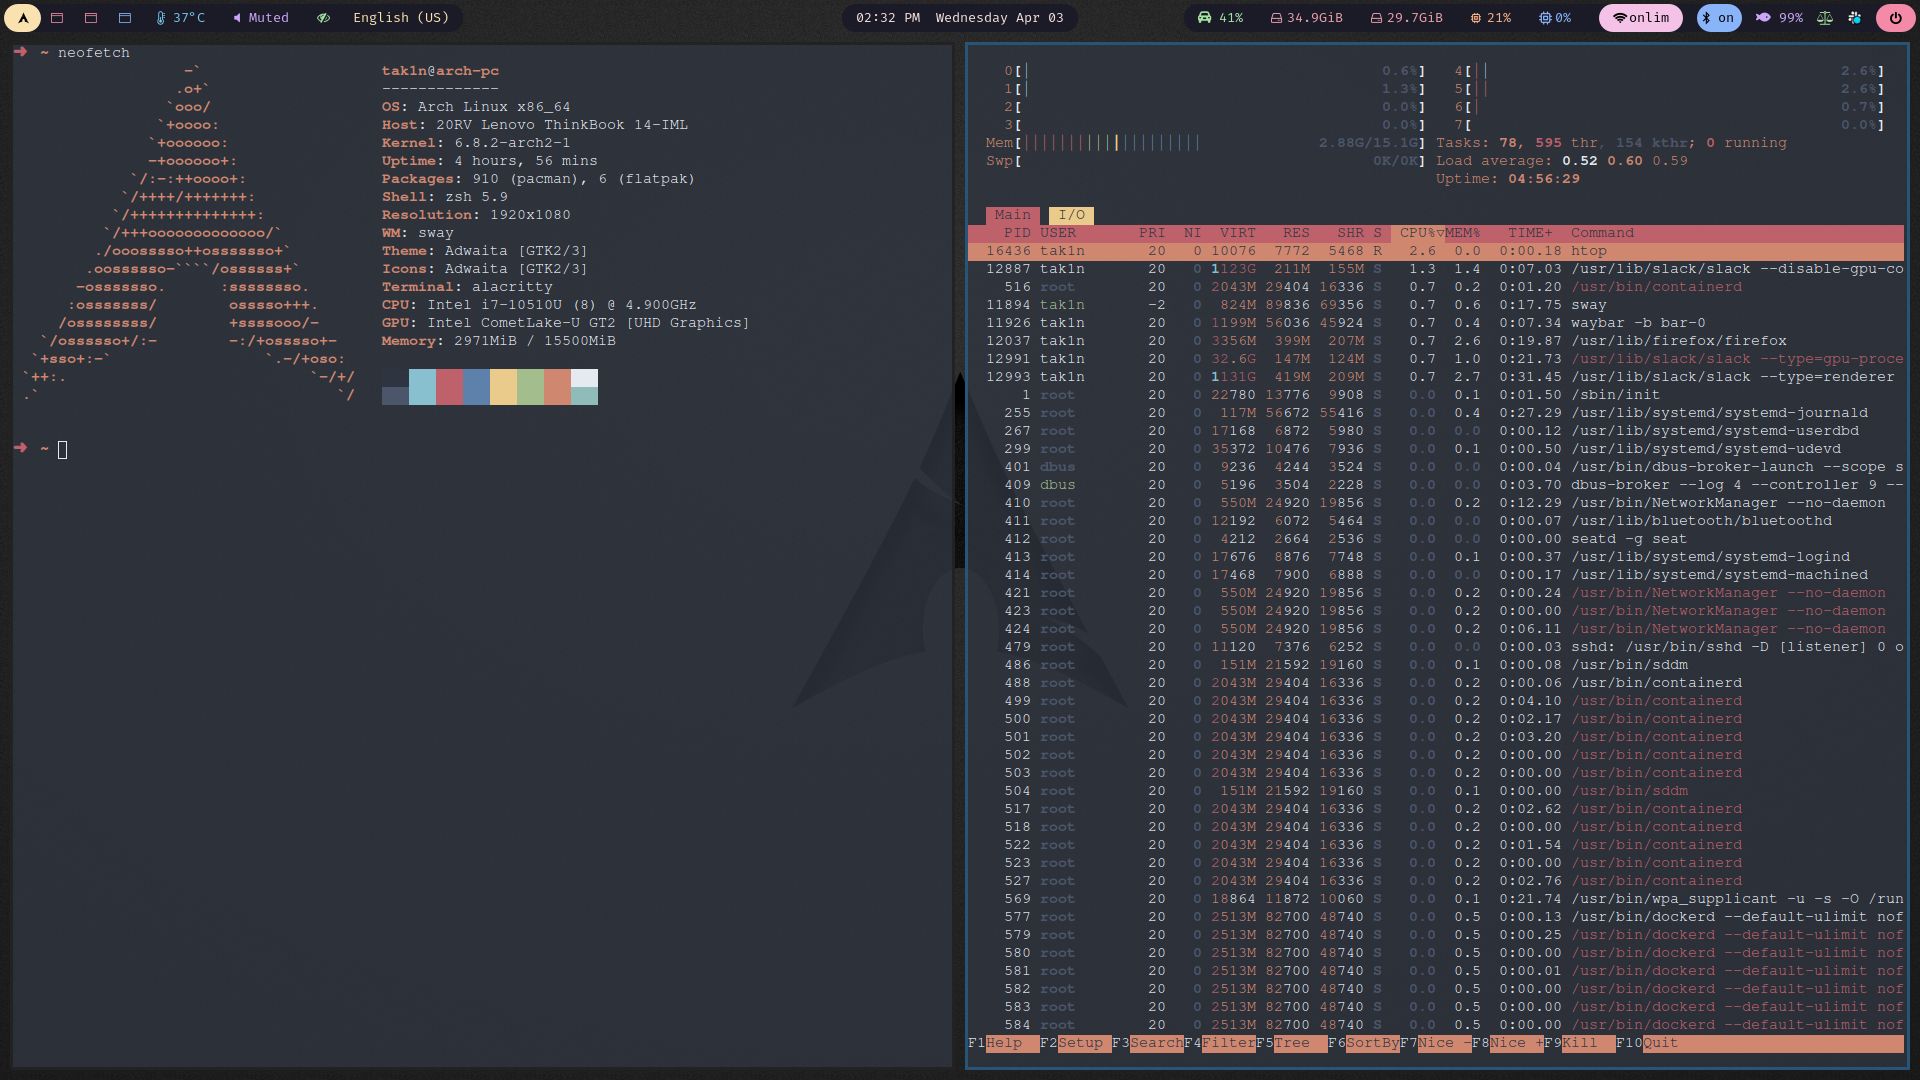 37°C Muted English (US) 02:32 PM Wednesday Apr 03 41% 34.9GiB 29.7GiB 21% 0% onlim on 99%
➜ ~ neofetch
tak1n@arch-pc
-------------
OS: Arch Linux x86_64
Host: 20RV Lenovo ThinkBook 14-IML
Kernel: 6.8.2-arch2-1
Uptime: 4 hours, 56 mins
Packages: 910 (pacman), 6 (flatpak)
Shell: zsh 5.9
Resolution: 1920x1080
WM: sway
Theme: Adwaita [GTK2/3]
Icons: Adwaita [GTK2/3]
Terminal: alacritty
CPU: Intel i7-10510U (8) @ 4.900GHz
GPU: Intel CometLake-U GT2 [UHD Graphics]
Memory: 2971MiB / 15500MiB
➜ ~
0[| 0.6%] 4[|| 2.6%]
1[| 1.3%] 5[|| 2.6%]
2[ 0.0%] 6[| 0.7%]
3[ 0.0%] 7[ 0.0%]
Mem[ 2.88G/15.1G] Tasks: 78, 595 thr, 154 kthr; 0 running
Swp[ 0K/0K] Load average: 0.52 0.60 0.59
Uptime: 04:56:29
Main I/O
PID USER PRI NI VIRT RES SHR S CPU%▽MEM% TIME+ Command
16436 tak1n 20 0 10076 7772 5468 R 2.6 0.0 0:00.18 htop
12887 tak1n 20 0 1123G 211M 155M S 1.3 1.4 0:07.03 /usr/lib/slack/slack --disable-gpu-co
516 root 20 0 2043M 29404 16336 S 0.7 0.2 0:01.20 /usr/bin/containerd
11894 tak1n -2 0 824M 89836 69356 S 0.7 0.6 0:17.75 sway
11926 tak1n 20 0 1199M 56036 45924 S 0.7 0.4 0:07.34 waybar -b bar-0
12037 tak1n 20 0 3356M 399M 207M S 0.7 2.6 0:19.87 /usr/lib/firefox/firefox
12991 tak1n 20 0 32.6G 147M 124M S 0.7 1.0 0:21.73 /usr/lib/slack/slack --type=gpu-proce
12993 tak1n 20 0 1131G 419M 209M S 0.7 2.7 0:31.45 /usr/lib/slack/slack --type=renderer
1 root 20 0 22780 13776 9908 S 0.0 0.1 0:01.50 /sbin/init
255 root 20 0 117M 56672 55416 S 0.0 0.4 0:27.29 /usr/lib/systemd/systemd-journald
267 root 20 0 17168 6872 5980 S 0.0 0.0 0:00.12 /usr/lib/systemd/systemd-userdbd
299 root 20 0 35372 10476 7936 S 0.0 0.1 0:00.50 /usr/lib/systemd/systemd-udevd
401 dbus 20 0 9236 4244 3524 S 0.0 0.0 0:00.04 /usr/bin/dbus-broker-launch --scope s
409 dbus 20 0 5196 3504 2228 S 0.0 0.0 0:03.70 dbus-broker --log 4 --controller 9 --
410 root 20 0 550M 24920 19856 S 0.0 0.2 0:12.29 /usr/bin/NetworkManager --no-daemon
411 root 20 0 12192 6072 5464 S 0.0 0.0 0:00.07 /usr/lib/bluetooth/bluetoothd
412 root 20 0 4212 2664 2536 S 0.0 0.0 0:00.00 seatd -g seat
413 root 20 0 17676 8876 7748 S 0.0 0.1 0:00.37 /usr/lib/systemd/systemd-logind
414 root 20 0 17468 7900 6888 S 0.0 0.0 0:00.17 /usr/lib/systemd/systemd-machined
421 root 20 0 550M 24920 19856 S 0.0 0.2 0:00.24 /usr/bin/NetworkManager --no-daemon
423 root 20 0 550M 24920 19856 S 0.0 0.2 0:00.00 /usr/bin/NetworkManager --no-daemon
424 root 20 0 550M 24920 19856 S 0.0 0.2 0:06.11 /usr/bin/NetworkManager --no-daemon
479 root 20 0 11120 7376 6252 S 0.0 0.0 0:00.03 sshd: /usr/bin/sshd -D [listener] 0 o
486 root 20 0 151M 21592 19160 S 0.0 0.1 0:00.08 /usr/bin/sddm
488 root 20 0 2043M 29404 16336 S 0.0 0.2 0:00.06 /usr/bin/containerd
499 root 20 0 2043M 29404 16336 S 0.0 0.2 0:04.10 /usr/bin/containerd
500 root 20 0 2043M 29404 16336 S 0.0 0.2 0:02.17 /usr/bin/containerd
501 root 20 0 2043M 29404 16336 S 0.0 0.2 0:03.20 /usr/bin/containerd
502 root 20 0 2043M 29404 16336 S 0.0 0.2 0:00.00 /usr/bin/containerd
503 root 20 0 2043M 29404 16336 S 0.0 0.2 0:00.00 /usr/bin/containerd
504 root 20 0 151M 21592 19160 S 0.0 0.1 0:00.00 /usr/bin/sddm
517 root 20 0 2043M 29404 16336 S 0.0 0.2 0:02.62 /usr/bin/containerd
518 root 20 0 2043M 29404 16336 S 0.0 0.2 0:00.00 /usr/bin/containerd
522 root 20 0 2043M 29404 16336 S 0.0 0.2 0:01.54 /usr/bin/containerd
523 root 20 0 2043M 29404 16336 S 0.0 0.2 0:00.00 /usr/bin/containerd
527 root 20 0 2043M 29404 16336 S 0.0 0.2 0:02.76 /usr/bin/containerd
569 root 20 0 18864 11872 10060 S 0.0 0.1 0:21.74 /usr/bin/wpa_supplicant -u -s -O /run
577 root 20 0 2513M 82700 48740 S 0.0 0.5 0:00.13 /usr/bin/dockerd --default-ulimit nof
579 root 20 0 2513M 82700 48740 S 0.0 0.5 0:00.25 /usr/bin/dockerd --default-ulimit nof
580 root 20 0 2513M 82700 48740 S 0.0 0.5 0:00.00 /usr/bin/dockerd --default-ulimit nof
581 root 20 0 2513M 82700 48740 S 0.0 0.5 0:00.01 /usr/bin/dockerd --default-ulimit nof
582 root 20 0 2513M 82700 48740 S 0.0 0.5 0:00.00 /usr/bin/dockerd --default-ulimit nof
583 root 20 0 2513M 82700 48740 S 0.0 0.5 0:00.00 /usr/bin/dockerd --default-ulimit nof
584 root 20 0 2513M 82700 48740 S 0.0 0.5 0:00.00 /usr/bin/dockerd --default-ulimit nof
F1Help F2Setup F3SearchF4FilterF5Tree F6SortByF7Nice -F8Nice +F9Kill F10Quit